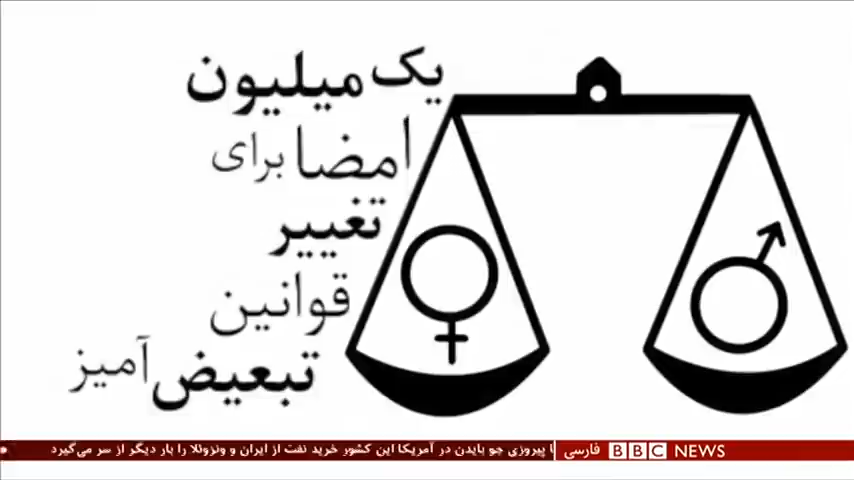 یک میلیون
امضا برای
تغییر
قوانین
تبعیض آمیز
BBC NEWS فارسی
با پیروزی جو بایدن در آمریکا این کشور خرید نفت از ایران و ونزوئلا را بار دیگر از سر می‌گیرد